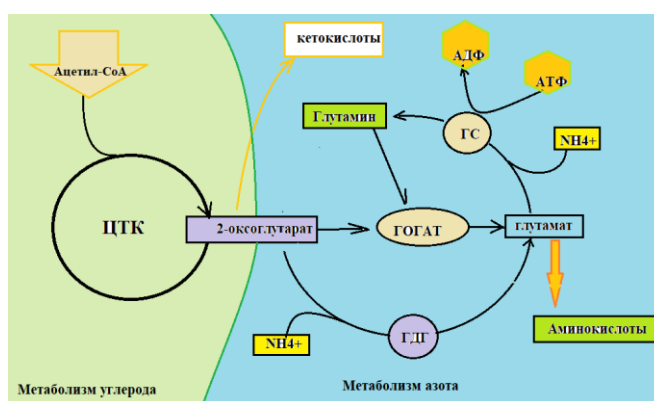 кетокислоты
АДФ
Ацетил-СоА
АТФ
Глутамин
ГС
NH4+
ЦТК
2-оксоглутарат
ГОГАТ
глутамат
NH4+
ГДГ
Аминокислоты
Метаболизм углерода
Метаболизм азота